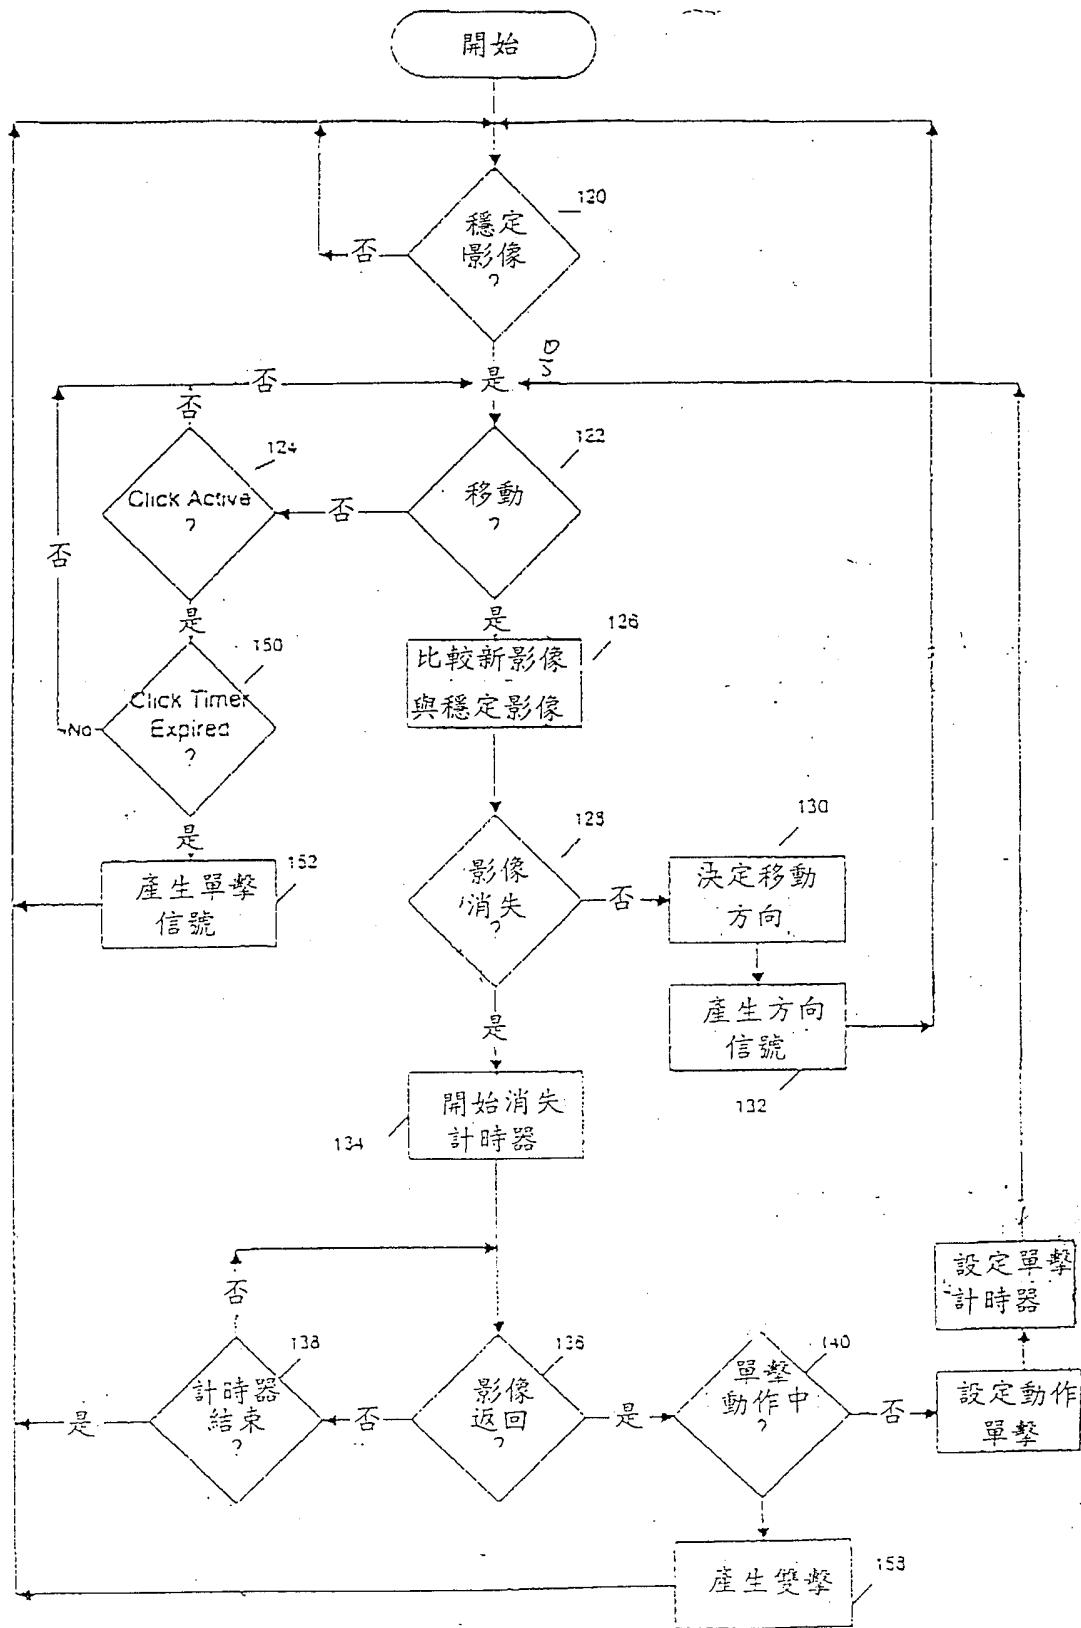 開始
120
穩定
影像
?
否
是
否
否
122
124
移動
?
否
Click Active
?
否
是
是
126
150
比較新影像
與穩定影像
Click Timer
Expired
?
No
是
130
128
152
影像
消失
?
否
決定移動
方向
產生單擊
信號
是
產生方向
信號
132
開始消失
計時器
134
設定單擊
計時器
否
138
136
140
計時器
結束
?
是
否
影像
返回
?
是
單擊
動作中
?
否
設定動作
單擊
產生雙擊
158